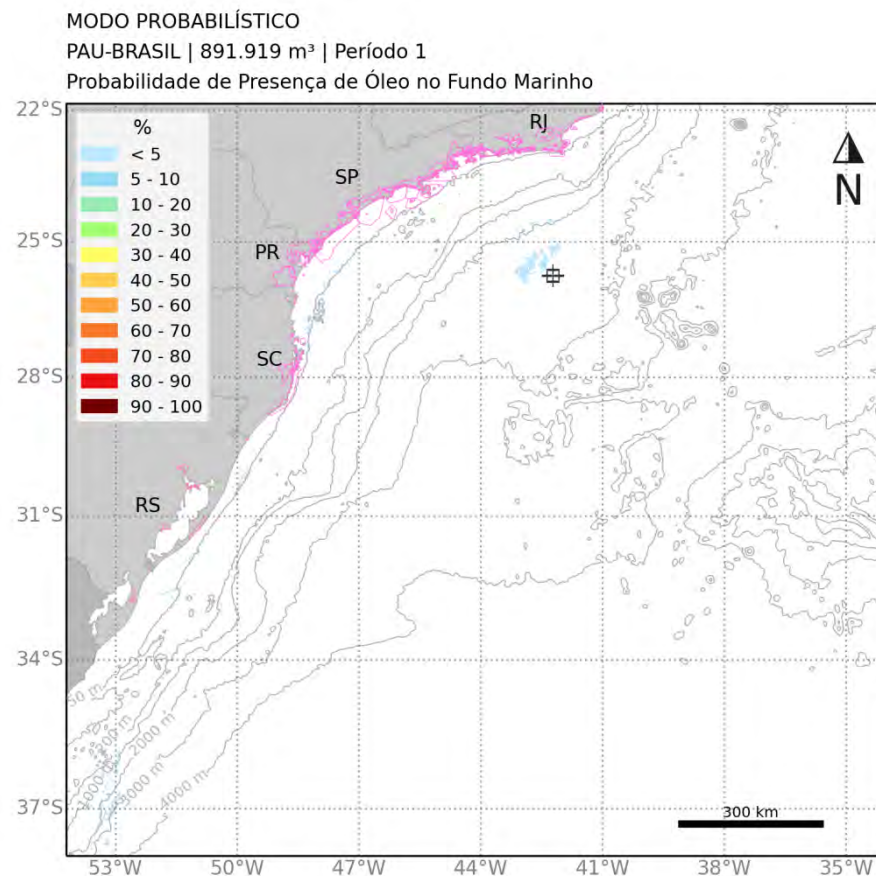 MODO PROBABILÍSTICO
PAU-BRASIL | 891.919 m³ | Período 1
Probabilidade de Presença de Óleo no Fundo Marinho
22°S
25°S
28°S
31°S
34°S
37°S
%
< 5
5 - 10
10 - 20
20 - 30
30 - 40
40 - 50
50 - 60
60 - 70
70 - 80
80 - 90
90 - 100
RJ
SP
PR
SC
RS
N
50 m
200 m
1000 m
2000 m
3000 m
4000 m
300 km
53°W
50°W
47°W
44°W
41°W
38°W
35°W